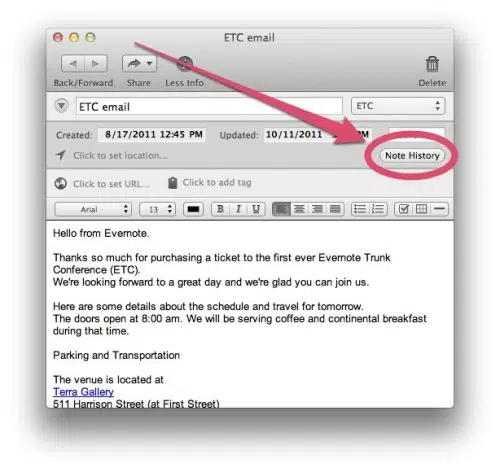 ETC email
Back/Forward Share Less Info Delete
ETC email ETC
Created: 8/17/2011 12:45 PM Updated: 10/11/2011 PM
Click to set location... Note History
Click to set URL... Click to add tag
Arial 13 B I U
Hello from Evernote.
Thanks so much for purchasing a ticket to the first ever Evernote Trunk
Conference (ETC).
We're looking forward to a great day and we're glad you can join us.
Here are some details about the schedule and travel for tomorrow.
The doors open at 8:00 am. We will be serving coffee and continental breakfast
during that time.
Parking and Transportation
The venue is located at
Terra Gallery
511 Harrison Street (at First Street)